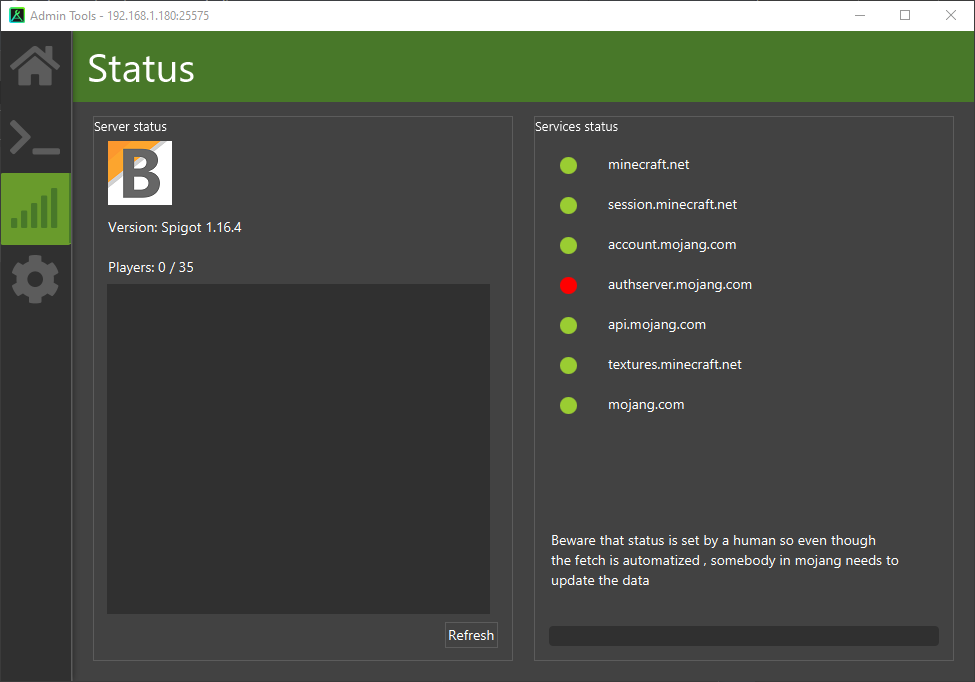 Admin Tools - 192.168.1.180:25575
Status
Server status
B
Version: Spigot 1.16.4
Players: 0 / 35
Refresh
Services status
minecraft.net
session.minecraft.net
account.mojang.com
authserver.mojang.com
api.mojang.com
textures.minecraft.net
mojang.com
Beware that status is set by a human so even though
the fetch is automatized , somebody in mojang needs to
update the data